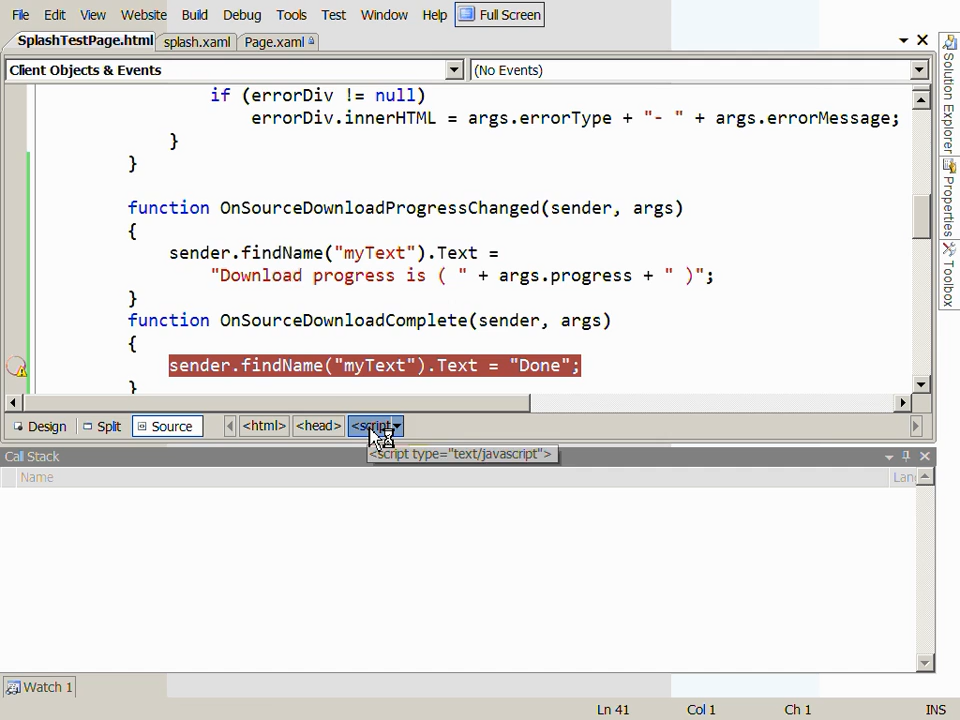 File Edit View Website Build Debug Tools Test Window Help Full Screen
SplashTestPage.html splash.xaml Page.xaml
Client Objects & Events (No Events)
if (errorDiv != null)
errorDiv.innerHTML = args.errorType + "- " + args.errorMessage;
}
}
function OnSourceDownloadProgressChanged(sender, args)
{
sender.findName("myText").Text =
"Download progress is ( " + args.progress + " )";
}
function OnSourceDownloadComplete(sender, args)
{
sender.findName("myText").Text = "Done";
}
Design Split Source <html> <head> <script
<script type="text/javascript">
Call Stack
Name Lang
Watch 1
Ln 41 Col 1 Ch 1 INS
Solution Explorer
Properties
Toolbox